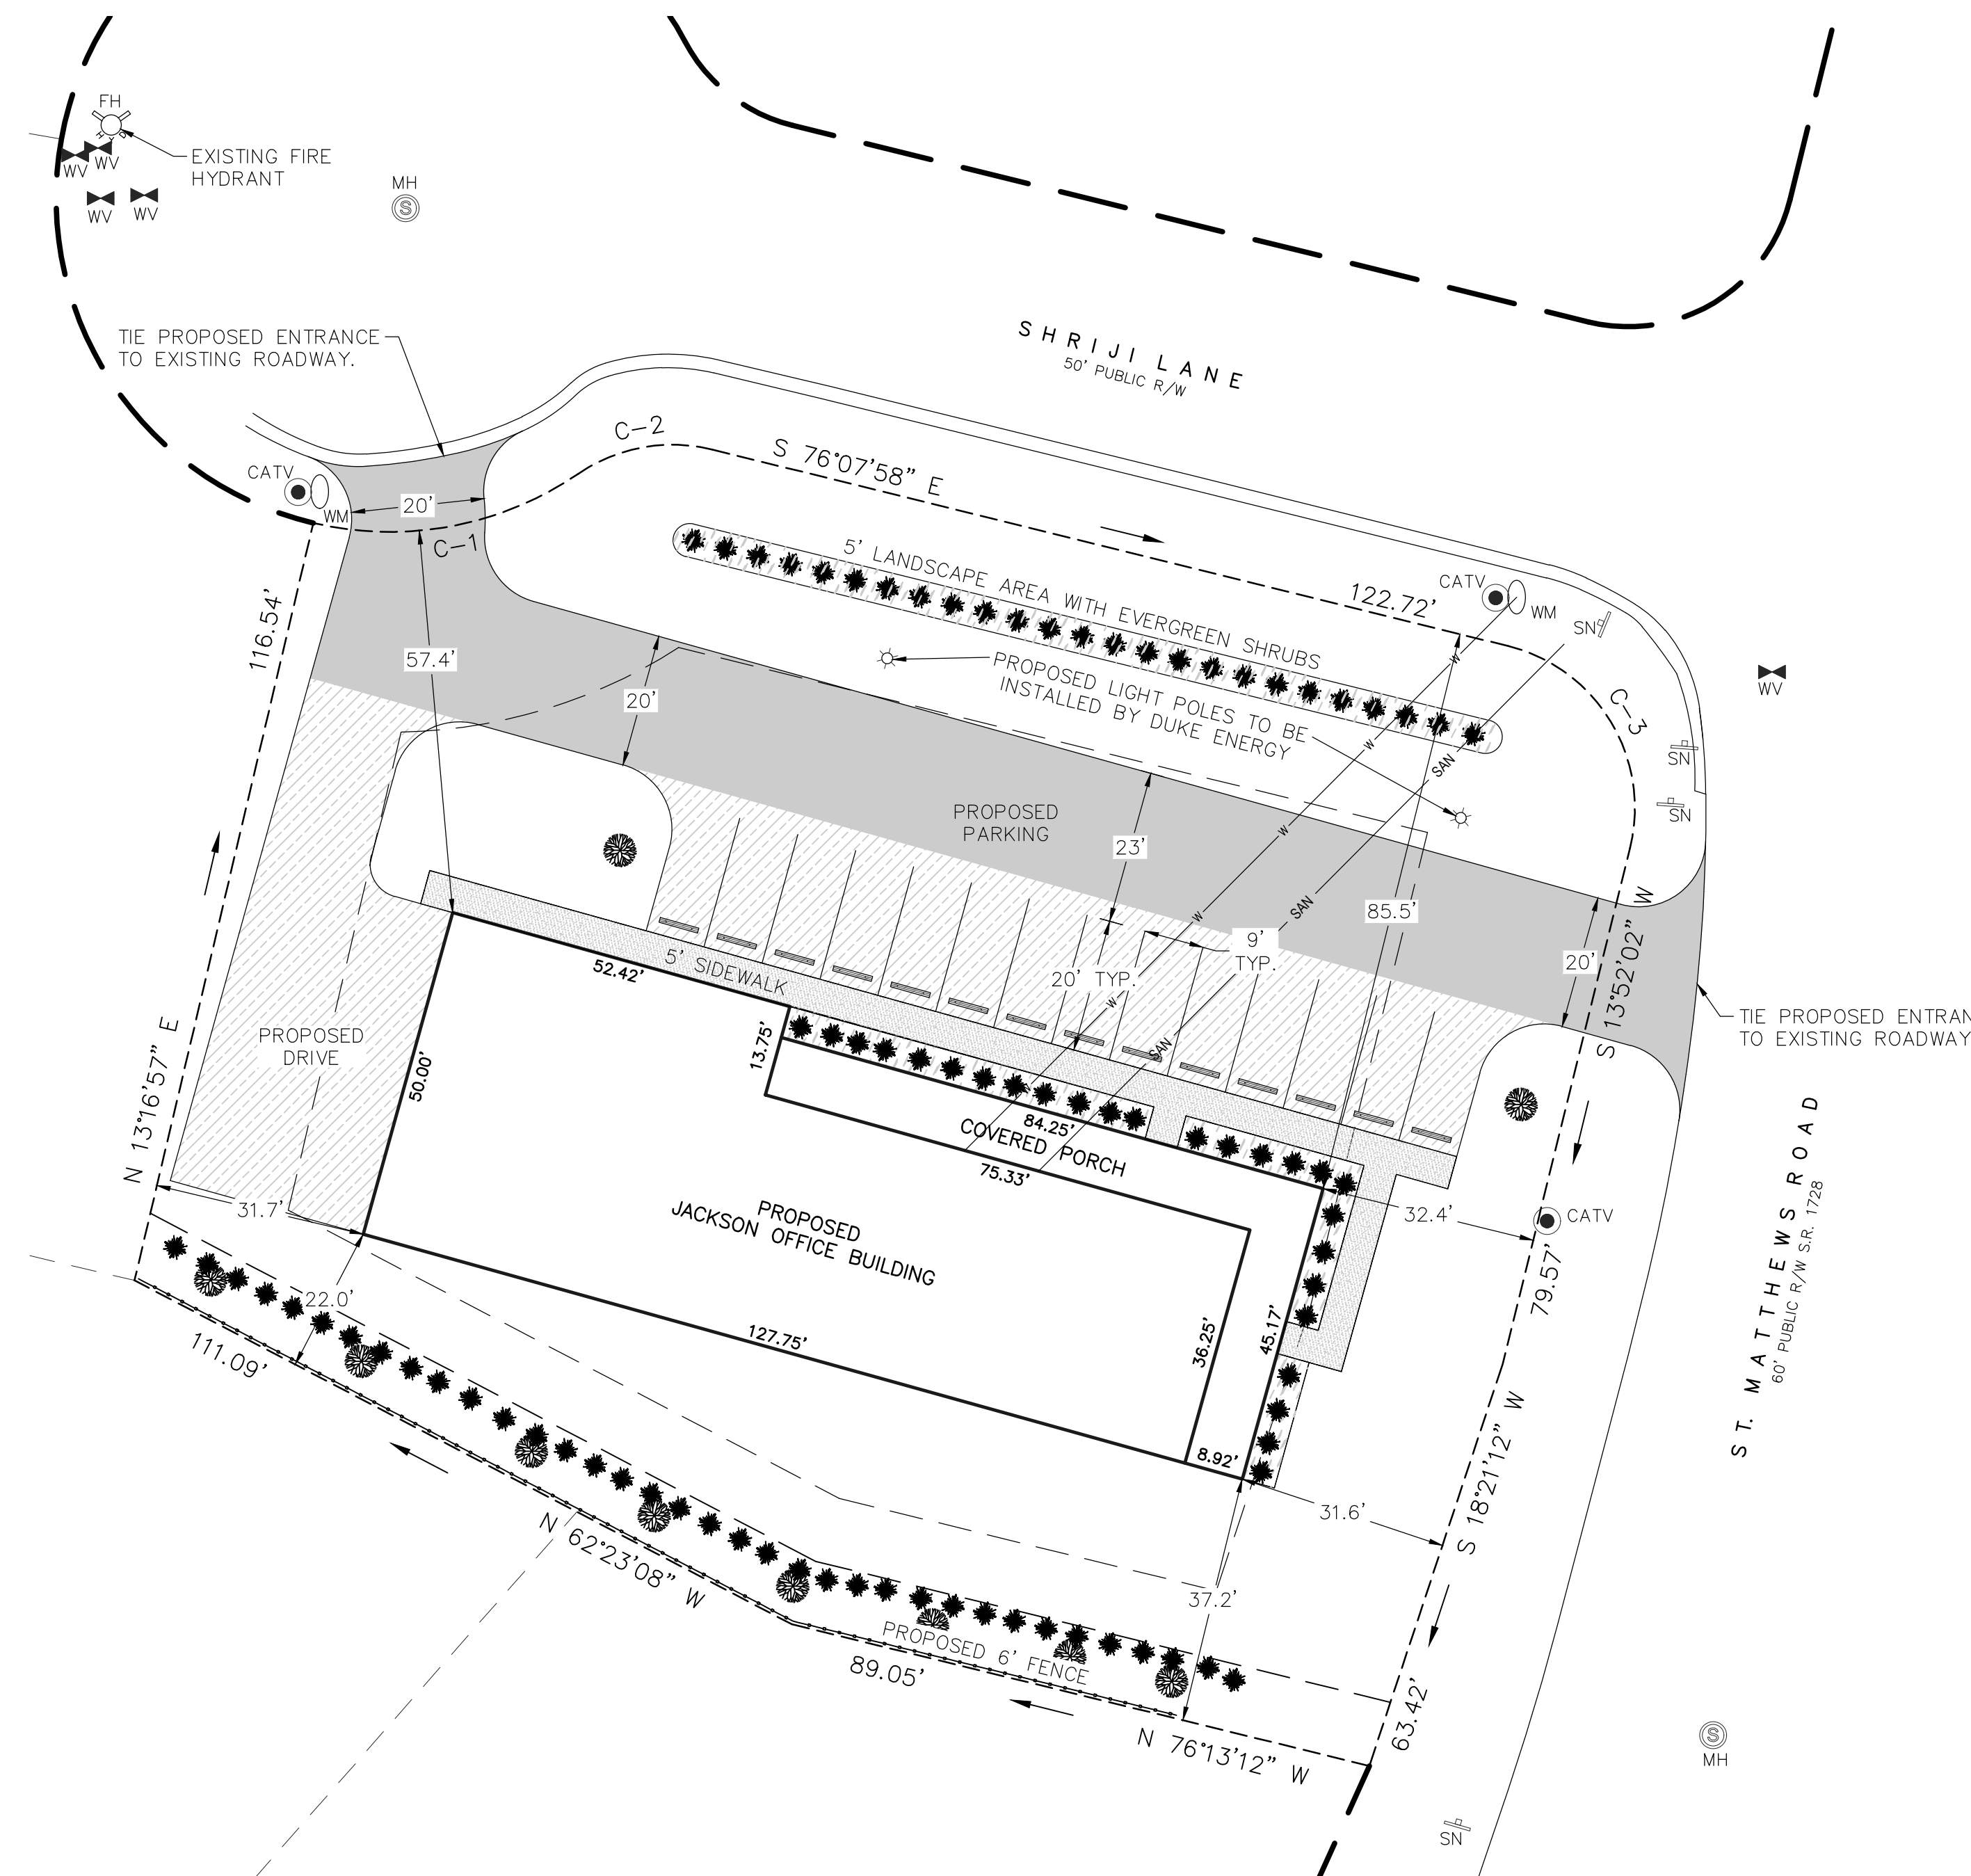 FH
WV
WV
WV
WV
EXISTING FIRE
HYDRANT
MH
S
TIE PROPOSED ENTRANCE
TO EXISTING ROADWAY.
SHRIJI LANE
50' PUBLIC R/W
C-2
S 76°07'58" E
CATV
WM
20'
C-1
122.72'
CATV
WM
SN
5' LANDSCAPE AREA WITH EVERGREEN SHRUBS
PROPOSED LIGHT POLES TO BE
INSTALLED BY DUKE ENERGY
W
W
W
W
W
SAN
SAN
SAN
C-3
WV
SN
SN
116.54'
57.4'
20'
PROPOSED
PARKING
23'
85.5'
9'
TYP.
20' TYP.
20'
S 13°52'02" W
TIE PROPOSED ENTRAN
TO EXISTING ROADWAY
5' SIDEWALK
52.42'
13.75'
PROPOSED
DRIVE
50.00'
N 13°16'57" E
84.25'
COVERED PORCH
75.33'
PROPOSED
JACKSON OFFICE BUILDING
31.7'
32.4'
CATV
79.57'
ST. MATTHEWS ROAD
60' PUBLIC R/W S.R. 1728
22.0'
111.09'
127.75'
36.25'
45.17'
8.92'
31.6'
S 18°21'12" W
N 62°23'08" W
37.2'
PROPOSED 6' FENCE
89.05'
63.42'
N 76°13'12" W
S
MH
SN